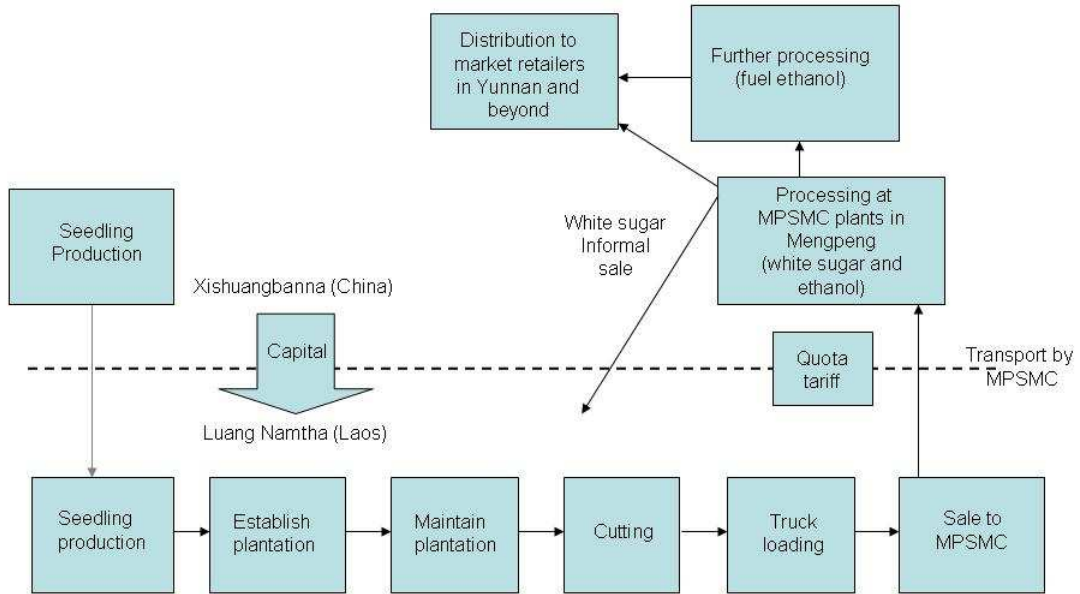 Distribution to
market retailers
in Yunnan and
beyond
Further processing
(fuel ethanol)
Seedling
Production
White sugar
Informal
sale
Processing at
MPSMC plants in
Mengpeng
(white sugar and
ethanol)
Xishuangbanna (China)
Capital
Quota
tariff
Transport by
MPSMC
Luang Namtha (Laos)
Seedling
production
Establish
plantation
Maintain
plantation
Cutting
Truck
loading
Sale to
MPSMC